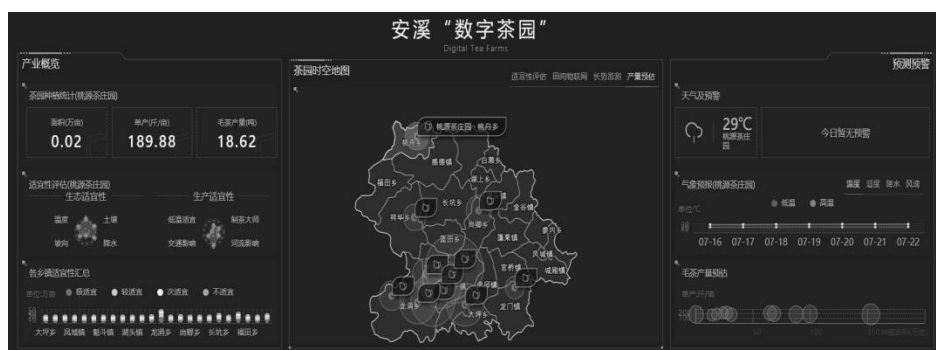 安溪“数字茶园”
Digital Tea Farms
产业概览
茶园种植统计(桃源茶庄园)
面积(万亩)
0.02
单产(斤/亩)
189.88
毛茶产量(吨)
18.62
适宜性评估(桃源茶庄园)
生态适宜性
温度
土壤
坡向
降水
生产适宜性
低温适宜
制茶大师
交通影响
河流影响
各乡镇适宜性汇总
单位:万亩
极适宜
较适宜
次适宜
不适宜
大坪乡 凤城镇 魁斗镇 湖头镇 龙涓乡 尚卿乡 长坑乡 福田乡
茶园时空地图
适宜性评估 田间物联网 长势监测 产量预估
桃源茶庄园- 桃舟乡
桃舟乡
感德镇
白濑乡
福田乡
湖上乡
长坑乡
金谷镇
祥华乡
尚卿乡
参内乡
蓝田乡
蓬莱镇
凤城镇
官桥镇
城厢镇
龙涓乡
虎邱镇
龙门镇
大坪乡
预测预警
天气及预警
29℃
桃源茶庄园
今日暂无预警
气象预报(桃源茶庄园)
温度 湿度 降水 风速
单位:℃
低温
高温
07-16 07-17 07-18 07-19 07-20 07-21 07-22
毛茶产量预估
单产:斤/亩
50
100